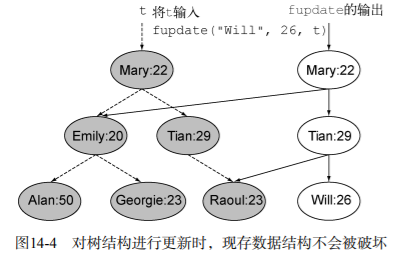 t 将t输入
fupdate("Will", 26, t)
fupdate的输出
Mary:22
Mary:22
Emily:20
Tian:29
Tian:29
Alan:50
Georgie:23
Raoul:23
Will:26
图14-4 对树结构进行更新时，现存数据结构不会被破坏